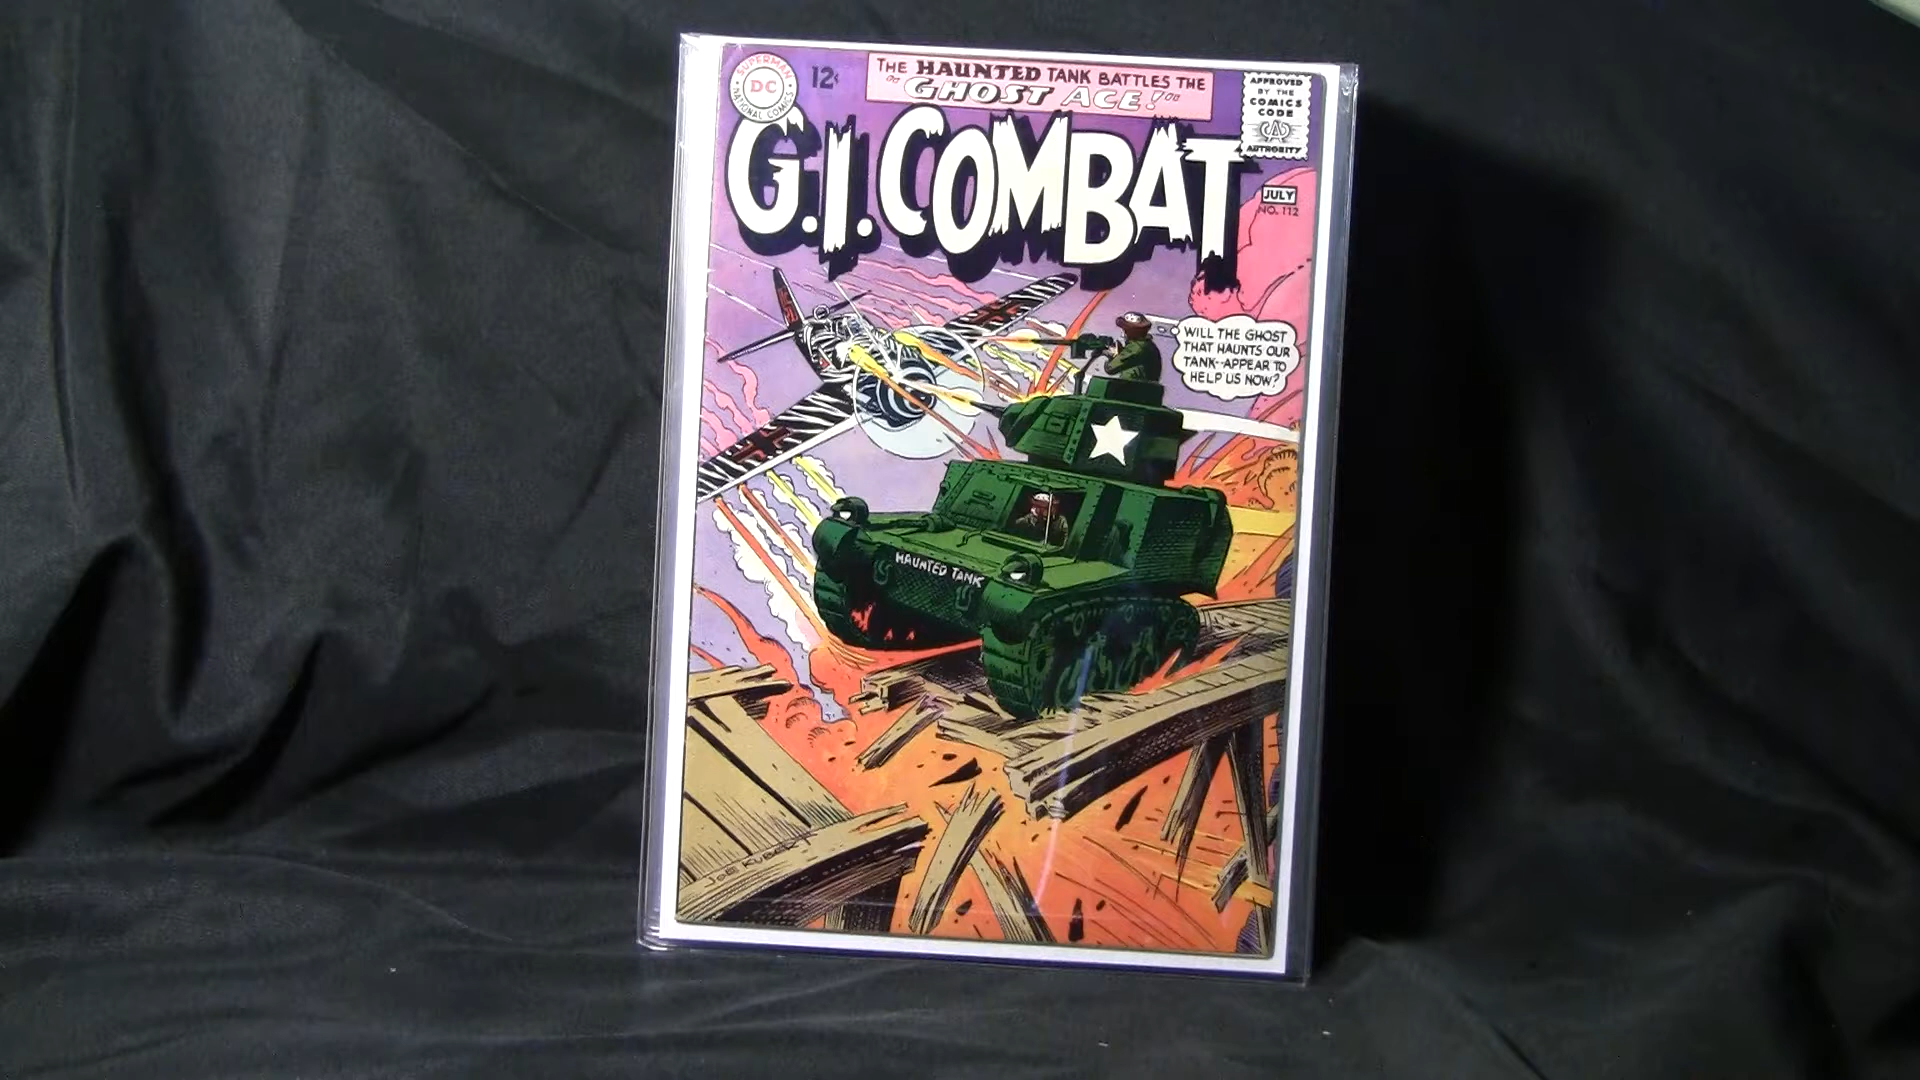 SUPERMAN
DC
NATIONAL COMICS
12¢
THE HAUNTED TANK BATTLES THE
"GHOST ACE!"
APPROVED
BY THE
COMICS
CODE
CA
AUTHORITY
G.I. COMBAT
JULY
NO. 112
WILL THE GHOST
THAT HAUNTS OUR
TANK--APPEAR TO
HELP US NOW?
HAUNTED TANK
JOE KUBERT